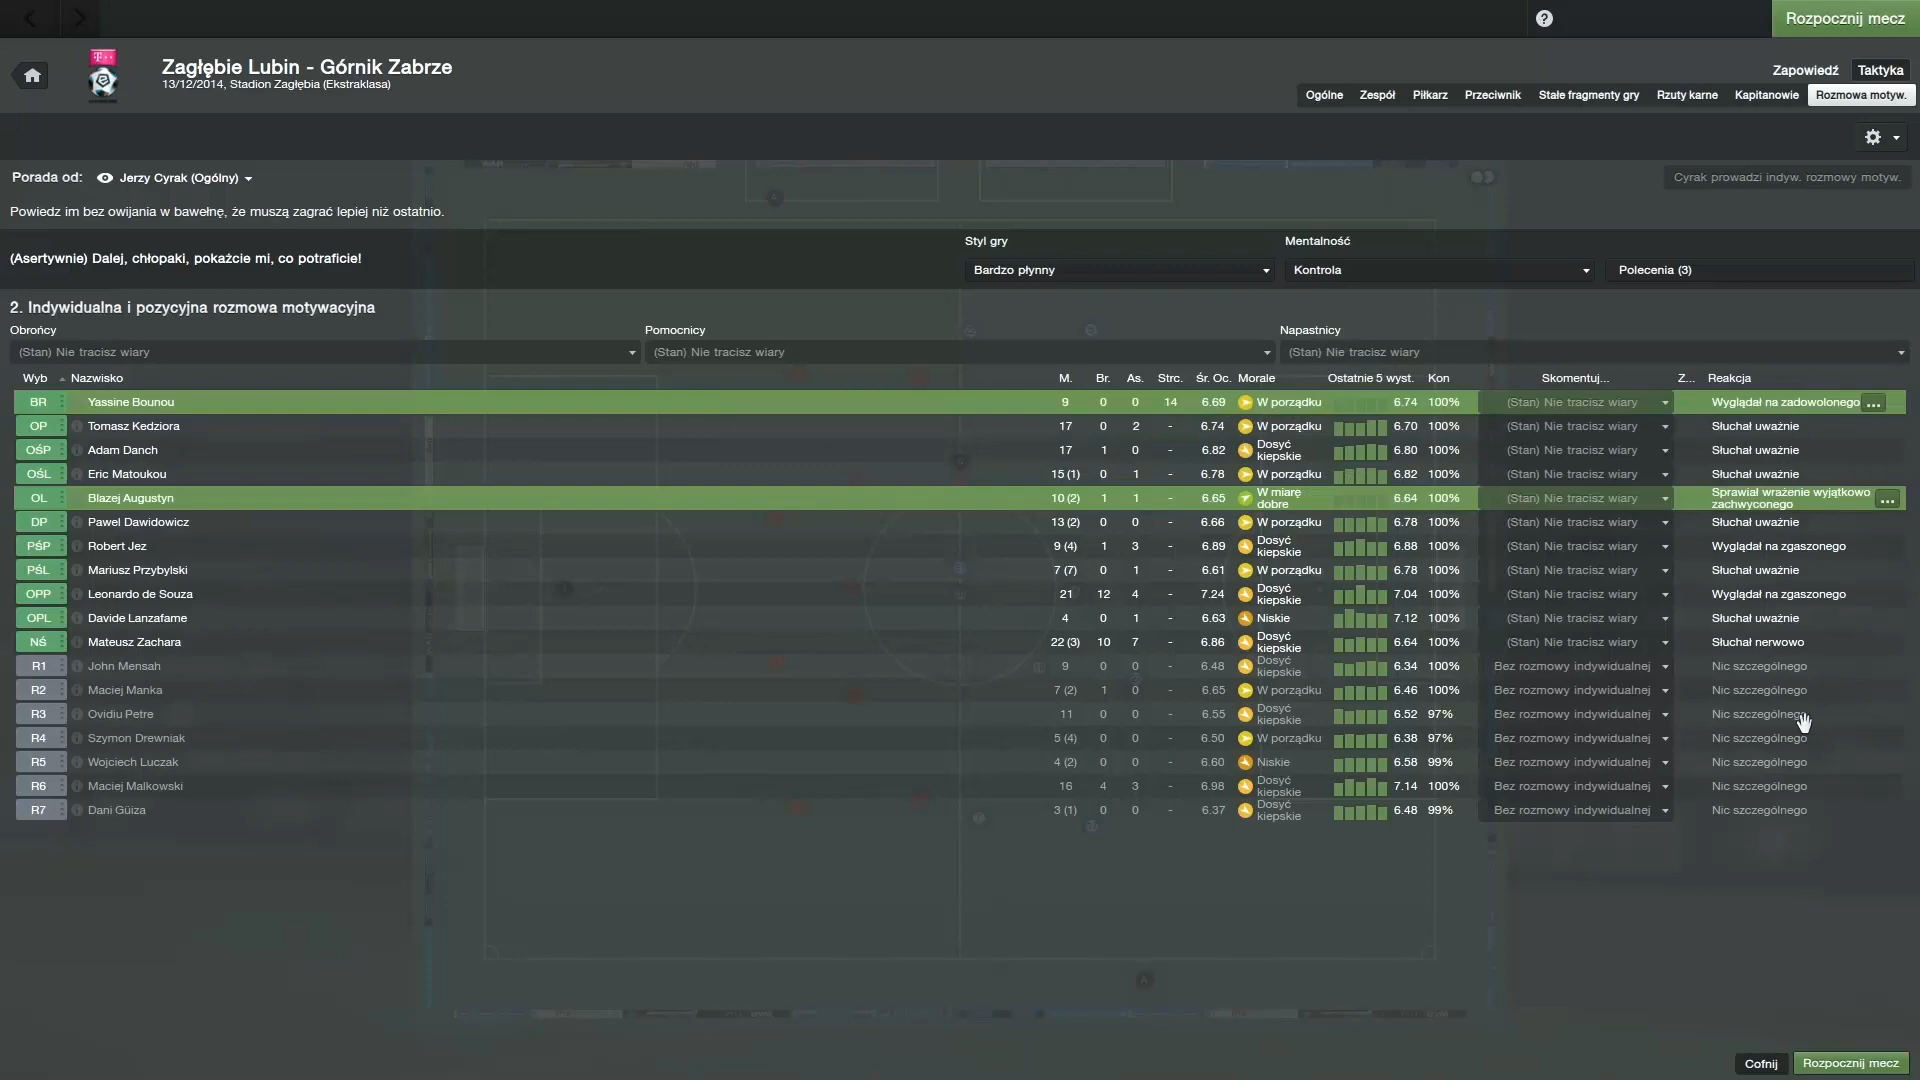 Rozpocznij mecz
Zagłębie Lubin - Górnik Zabrze
13/12/2014, Stadion Zagłębia (Ekstraklasa)
Zapowiedź Taktyka
Ogólne Zespół Piłkarz Przeciwnik Stałe fragmenty gry Rzuty karne Kapitanowie Rozmowa motyw.
Porada od: Jerzy Cyrak (Ogólny)
Cyrak prowadzi indyw. rozmowy motyw.
Powiedz im bez owijania w bawełnę, że muszą zagrać lepiej niż ostatnio.
Styl gry Mentalność
(Asertywnie) Dalej, chłopaki, pokażcie mi, co potraficie!
Bardzo płynny Kontrola Polecenia (3)
2. Indywidualna i pozycyjna rozmowa motywacyjna
Obrońcy Pomocnicy Napastnicy
(Stan) Nie tracisz wiary (Stan) Nie tracisz wiary (Stan) Nie tracisz wiary
Wyb Nazwisko M. Br. As. Strc. Śr. Oc. Morale Ostatnie 5 wyst. Kon Skomentuj... Z... Reakcja
BR Yassine Bounou 9 0 0 14 6.69 W porządku 6.74 100% (Stan) Nie tracisz wiary Wyglądał na zadowolonego ...
OP Tomasz Kedziora 17 0 2 - 6.74 W porządku 6.70 100% (Stan) Nie tracisz wiary Słuchał uważnie
OŚP Adam Danch 17 1 0 - 6.82 Dosyć kiepskie 6.80 100% (Stan) Nie tracisz wiary Słuchał uważnie
OŚL Eric Matoukou 15 (1) 0 1 - 6.78 W porządku 6.82 100% (Stan) Nie tracisz wiary Słuchał uważnie
OL Blazej Augustyn 10 (2) 1 1 - 6.65 W miarę dobre 6.64 100% (Stan) Nie tracisz wiary Sprawiał wrażenie wyjątkowo zachwyconego ...
DP Pawel Dawidowicz 13 (2) 0 0 - 6.66 W porządku 6.78 100% (Stan) Nie tracisz wiary Słuchał uważnie
PŚP Robert Jez 9 (4) 1 3 - 6.89 Dosyć kiepskie 6.88 100% (Stan) Nie tracisz wiary Wyglądał na zgaszonego
PŚL Mariusz Przybylski 7 (7) 0 1 - 6.61 W porządku 6.78 100% (Stan) Nie tracisz wiary Słuchał uważnie
OPP Leonardo de Souza 21 12 4 - 7.24 Dosyć kiepskie 7.04 100% (Stan) Nie tracisz wiary Wyglądał na zgaszonego
OPL Davide Lanzafame 4 0 1 - 6.63 Niskie 7.12 100% (Stan) Nie tracisz wiary Słuchał uważnie
NŚ Mateusz Zachara 22 (3) 10 7 - 6.86 Dosyć kiepskie 6.64 100% (Stan) Nie tracisz wiary Słuchał nerwowo
R1 John Mensah 9 0 0 - 6.48 Dosyć kiepskie 6.34 100% Bez rozmowy indywidualnej Nic szczególnego
R2 Maciej Manka 7 (2) 1 0 - 6.65 W porządku 6.46 100% Bez rozmowy indywidualnej Nic szczególnego
R3 Ovidiu Petre 11 0 0 - 6.55 Dosyć kiepskie 6.52 97% Bez rozmowy indywidualnej Nic szczególnego
R4 Szymon Drewniak 5 (4) 0 0 - 6.50 W porządku 6.38 97% Bez rozmowy indywidualnej Nic szczególnego
R5 Wojciech Luczak 4 (2) 0 0 - 6.60 Niskie 6.58 99% Bez rozmowy indywidualnej Nic szczególnego
R6 Maciej Malkowski 16 4 3 - 6.98 Dosyć kiepskie 7.14 100% Bez rozmowy indywidualnej Nic szczególnego
R7 Dani Güiza 3 (1) 0 0 - 6.37 Dosyć kiepskie 6.48 99% Bez rozmowy indywidualnej Nic szczególnego
Cofnij Rozpocznij mecz